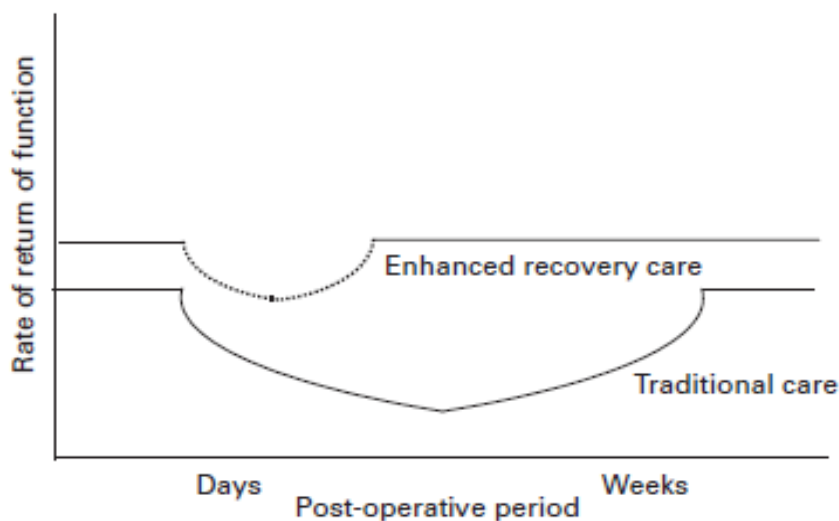 Rate of return of function
Enhanced recovery care
Traditional care
Days
Weeks
Post-operative period